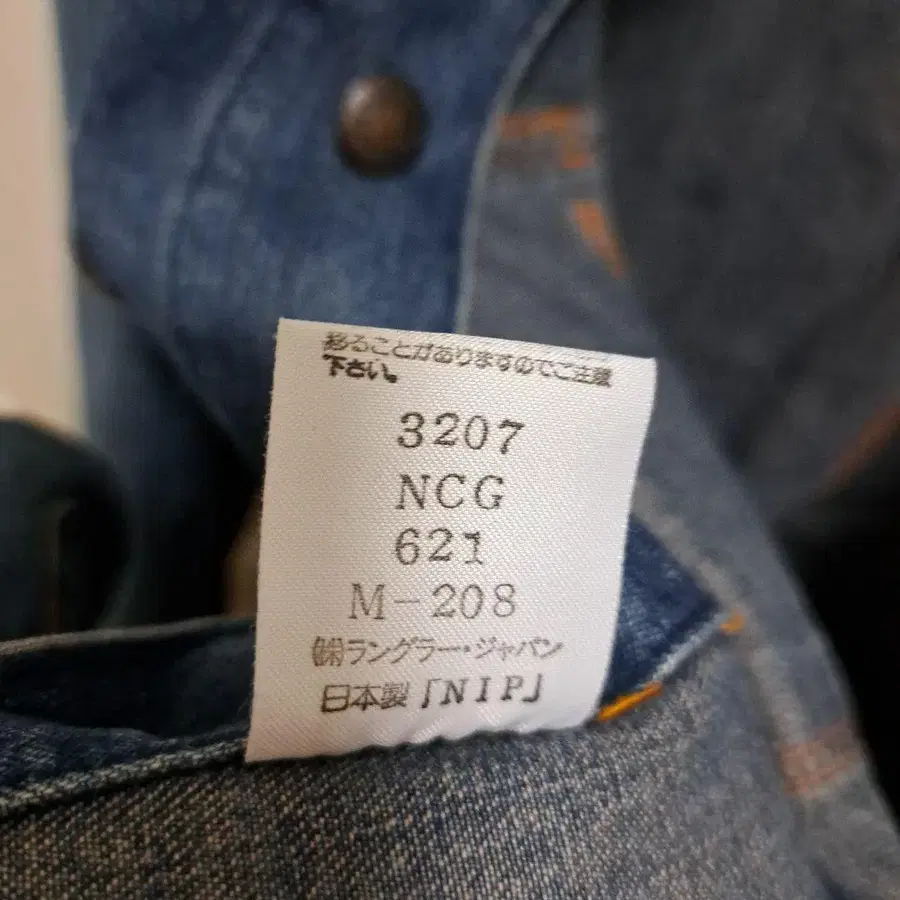 移ることがありますのでご注意
下さい。
3207
NCG
621
M-208
㈱ラングラー・ジャパン
日本製「NIP」